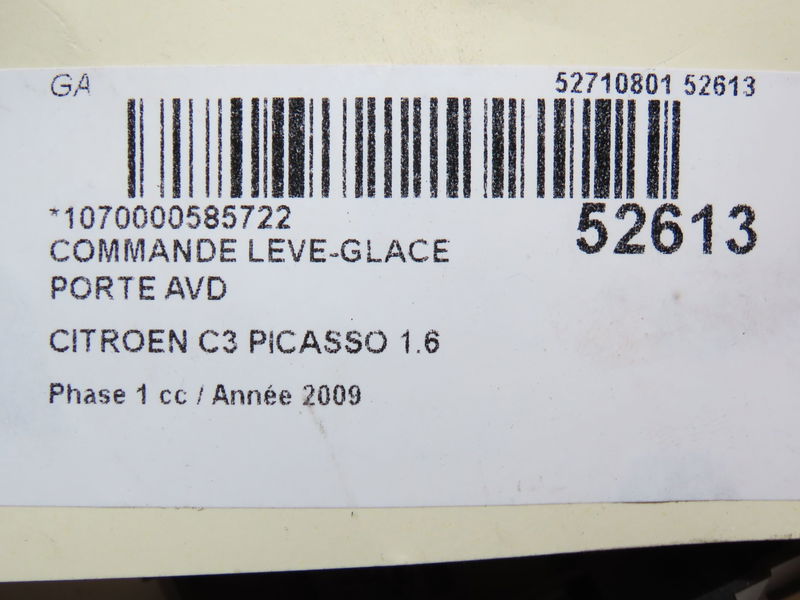 GA 52710801 52613
*1070000585722 52613
COMMANDE LEVE-GLACE
PORTE AVD
CITROEN C3 PICASSO 1.6
Phase 1 cc / Année 2009